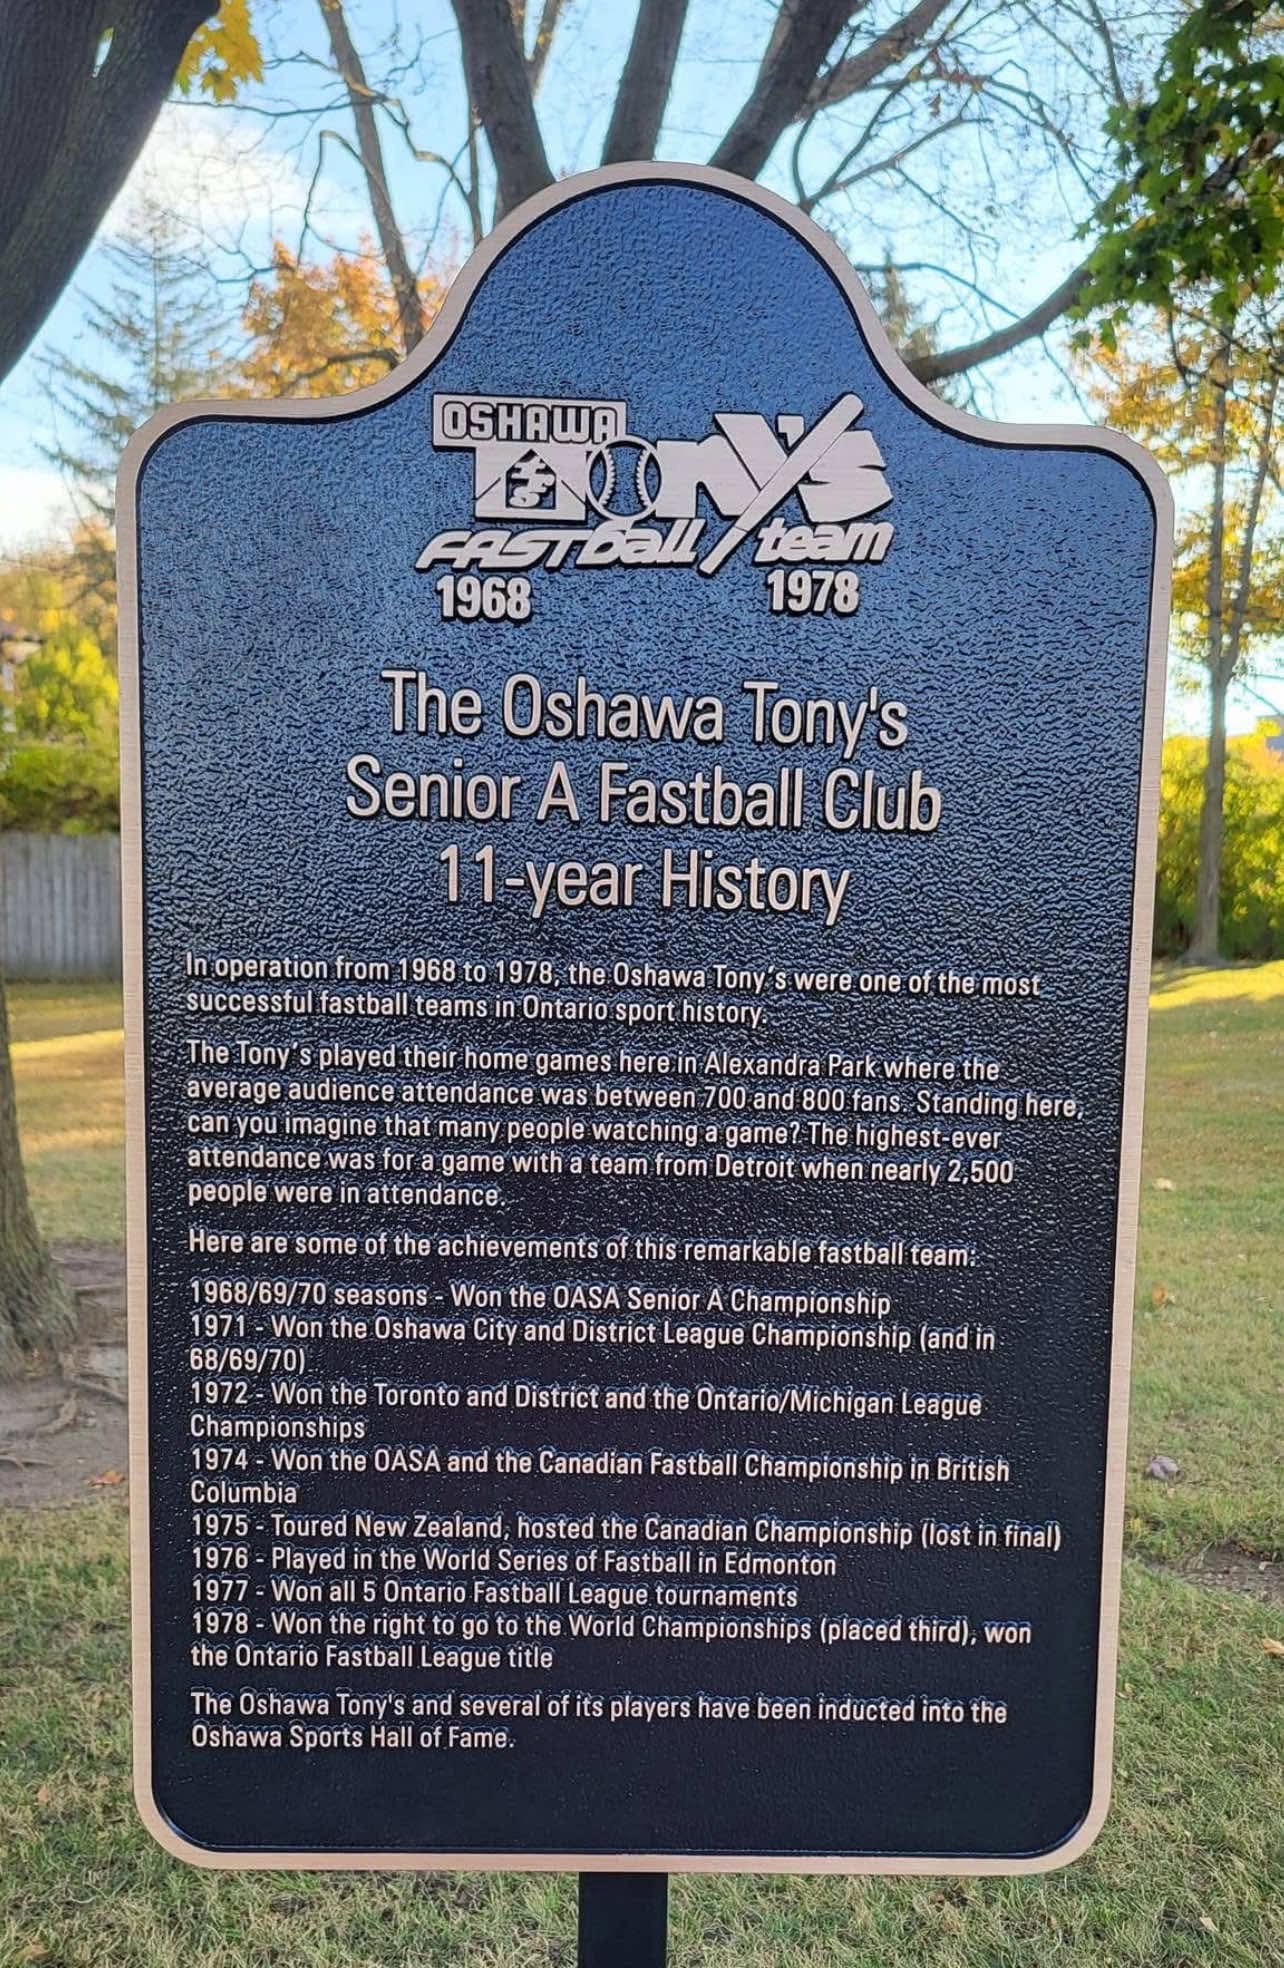 OSHAWA
Tony's
FASTball team
1968 1978
The Oshawa Tony's
Senior A Fastball Club
11-year History
In operation from 1968 to 1978, the Oshawa Tony's were one of the most
successful fastball teams in Ontario sport history.
The Tony's played their home games here in Alexandra Park where the
average audience attendance was between 700 and 800 fans. Standing here,
can you imagine that many people watching a game? The highest-ever
attendance was for a game with a team from Detroit when nearly 2,500
people were in attendance.
Here are some of the achievements of this remarkable fastball team:
1968/69/70 seasons - Won the OASA Senior A Championship
1971 - Won the Oshawa City and District League Championship (and in
68/69/70)
1972 - Won the Toronto and District and the Ontario/Michigan League
Championships
1974 - Won the OASA and the Canadian Fastball Championship in British
Columbia
1975 - Toured New Zealand, hosted the Canadian Championship (lost in final)
1976 - Played in the World Series of Fastball in Edmonton
1977 - Won all 5 Ontario Fastball League tournaments
1978 - Won the right to go to the World Championships (placed third), won
the Ontario Fastball League title
The Oshawa Tony's and several of its players have been inducted into the
Oshawa Sports Hall of Fame.